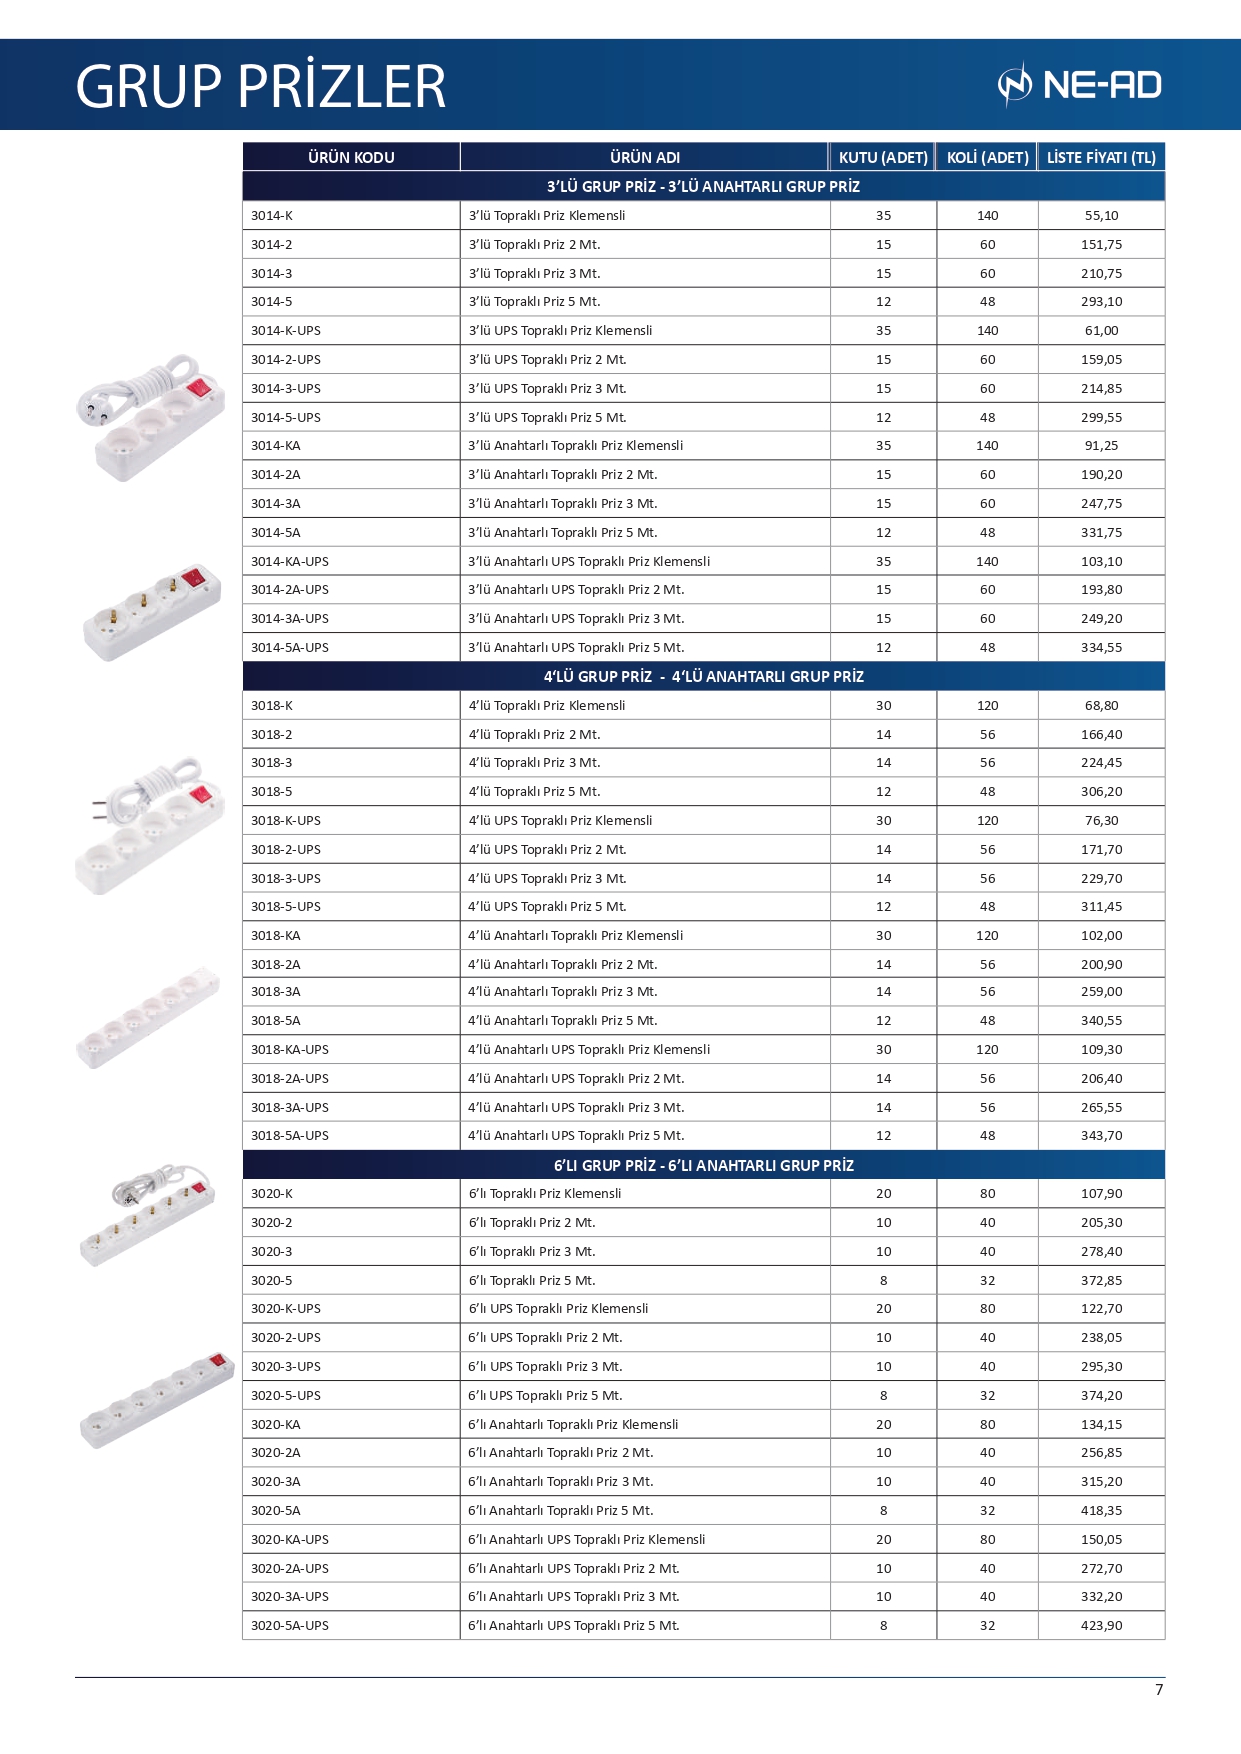 GRUP PRİZLER
NE-AD
ÜRÜN KODU ÜRÜN ADI KUTU (ADET) KOLİ (ADET) LİSTE FİYATI (TL)
3’LÜ GRUP PRİZ - 3’LÜ ANAHTARLI GRUP PRİZ
3014-K 3’lü Topraklı Priz Klemensli 35 140 55,10
3014-2 3’lü Topraklı Priz 2 Mt. 15 60 151,75
3014-3 3’lü Topraklı Priz 3 Mt. 15 60 210,75
3014-5 3’lü Topraklı Priz 5 Mt. 12 48 293,10
3014-K-UPS 3’lü UPS Topraklı Priz Klemensli 35 140 61,00
3014-2-UPS 3’lü UPS Topraklı Priz 2 Mt. 15 60 159,05
3014-3-UPS 3’lü UPS Topraklı Priz 3 Mt. 15 60 214,85
3014-5-UPS 3’lü UPS Topraklı Priz 5 Mt. 12 48 299,55
3014-KA 3’lü Anahtarlı Topraklı Priz Klemensli 35 140 91,25
3014-2A 3’lü Anahtarlı Topraklı Priz 2 Mt. 15 60 190,20
3014-3A 3’lü Anahtarlı Topraklı Priz 3 Mt. 15 60 247,75
3014-5A 3’lü Anahtarlı Topraklı Priz 5 Mt. 12 48 331,75
3014-KA-UPS 3’lü Anahtarlı UPS Topraklı Priz Klemensli 35 140 103,10
3014-2A-UPS 3’lü Anahtarlı UPS Topraklı Priz 2 Mt. 15 60 193,80
3014-3A-UPS 3’lü Anahtarlı UPS Topraklı Priz 3 Mt. 15 60 249,20
3014-5A-UPS 3’lü Anahtarlı UPS Topraklı Priz 5 Mt. 12 48 334,55
4‘LÜ GRUP PRİZ - 4‘LÜ ANAHTARLI GRUP PRİZ
3018-K 4’lü Topraklı Priz Klemensli 30 120 68,80
3018-2 4’lü Topraklı Priz 2 Mt. 14 56 166,40
3018-3 4’lü Topraklı Priz 3 Mt. 14 56 224,45
3018-5 4’lü Topraklı Priz 5 Mt. 12 48 306,20
3018-K-UPS 4’lü UPS Topraklı Priz Klemensli 30 120 76,30
3018-2-UPS 4’lü UPS Topraklı Priz 2 Mt. 14 56 171,70
3018-3-UPS 4’lü UPS Topraklı Priz 3 Mt. 14 56 229,70
3018-5-UPS 4’lü UPS Topraklı Priz 5 Mt. 12 48 311,45
3018-KA 4’lü Anahtarlı Topraklı Priz Klemensli 30 120 102,00
3018-2A 4’lü Anahtarlı Topraklı Priz 2 Mt. 14 56 200,90
3018-3A 4’lü Anahtarlı Topraklı Priz 3 Mt. 14 56 259,00
3018-5A 4’lü Anahtarlı Topraklı Priz 5 Mt. 12 48 340,55
3018-KA-UPS 4’lü Anahtarlı UPS Topraklı Priz Klemensli 30 120 109,30
3018-2A-UPS 4’lü Anahtarlı UPS Topraklı Priz 2 Mt. 14 56 206,40
3018-3A-UPS 4’lü Anahtarlı UPS Topraklı Priz 3 Mt. 14 56 265,55
3018-5A-UPS 4’lü Anahtarlı UPS Topraklı Priz 5 Mt. 12 48 343,70
6’LI GRUP PRİZ - 6’LI ANAHTARLI GRUP PRİZ
3020-K 6’lı Topraklı Priz Klemensli 20 80 107,90
3020-2 6’lı Topraklı Priz 2 Mt. 10 40 205,30
3020-3 6’lı Topraklı Priz 3 Mt. 10 40 278,40
3020-5 6’lı Topraklı Priz 5 Mt. 8 32 372,85
3020-K-UPS 6’lı UPS Topraklı Priz Klemensli 20 80 122,70
3020-2-UPS 6’lı UPS Topraklı Priz 2 Mt. 10 40 238,05
3020-3-UPS 6’lı UPS Topraklı Priz 3 Mt. 10 40 295,30
3020-5-UPS 6’lı UPS Topraklı Priz 5 Mt. 8 32 374,20
3020-KA 6’lı Anahtarlı Topraklı Priz Klemensli 20 80 134,15
3020-2A 6’lı Anahtarlı Topraklı Priz 2 Mt. 10 40 256,85
3020-3A 6’lı Anahtarlı Topraklı Priz 3 Mt. 10 40 315,20
3020-5A 6’lı Anahtarlı Topraklı Priz 5 Mt. 8 32 418,35
3020-KA-UPS 6’lı Anahtarlı UPS Topraklı Priz Klemensli 20 80 150,05
3020-2A-UPS 6’lı Anahtarlı UPS Topraklı Priz 2 Mt. 10 40 272,70
3020-3A-UPS 6’lı Anahtarlı UPS Topraklı Priz 3 Mt. 10 40 332,20
3020-5A-UPS 6’lı Anahtarlı UPS Topraklı Priz 5 Mt. 8 32 423,90
7